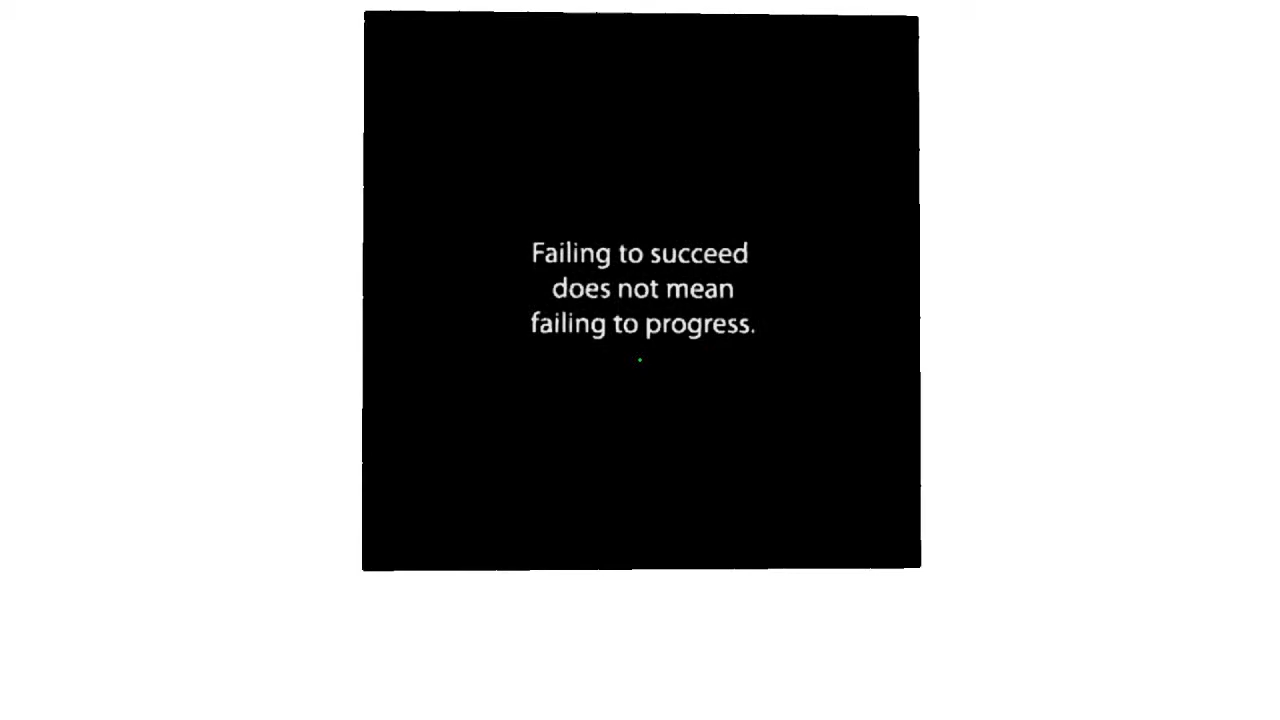 Failing to succeed
does not mean
failing to progress.